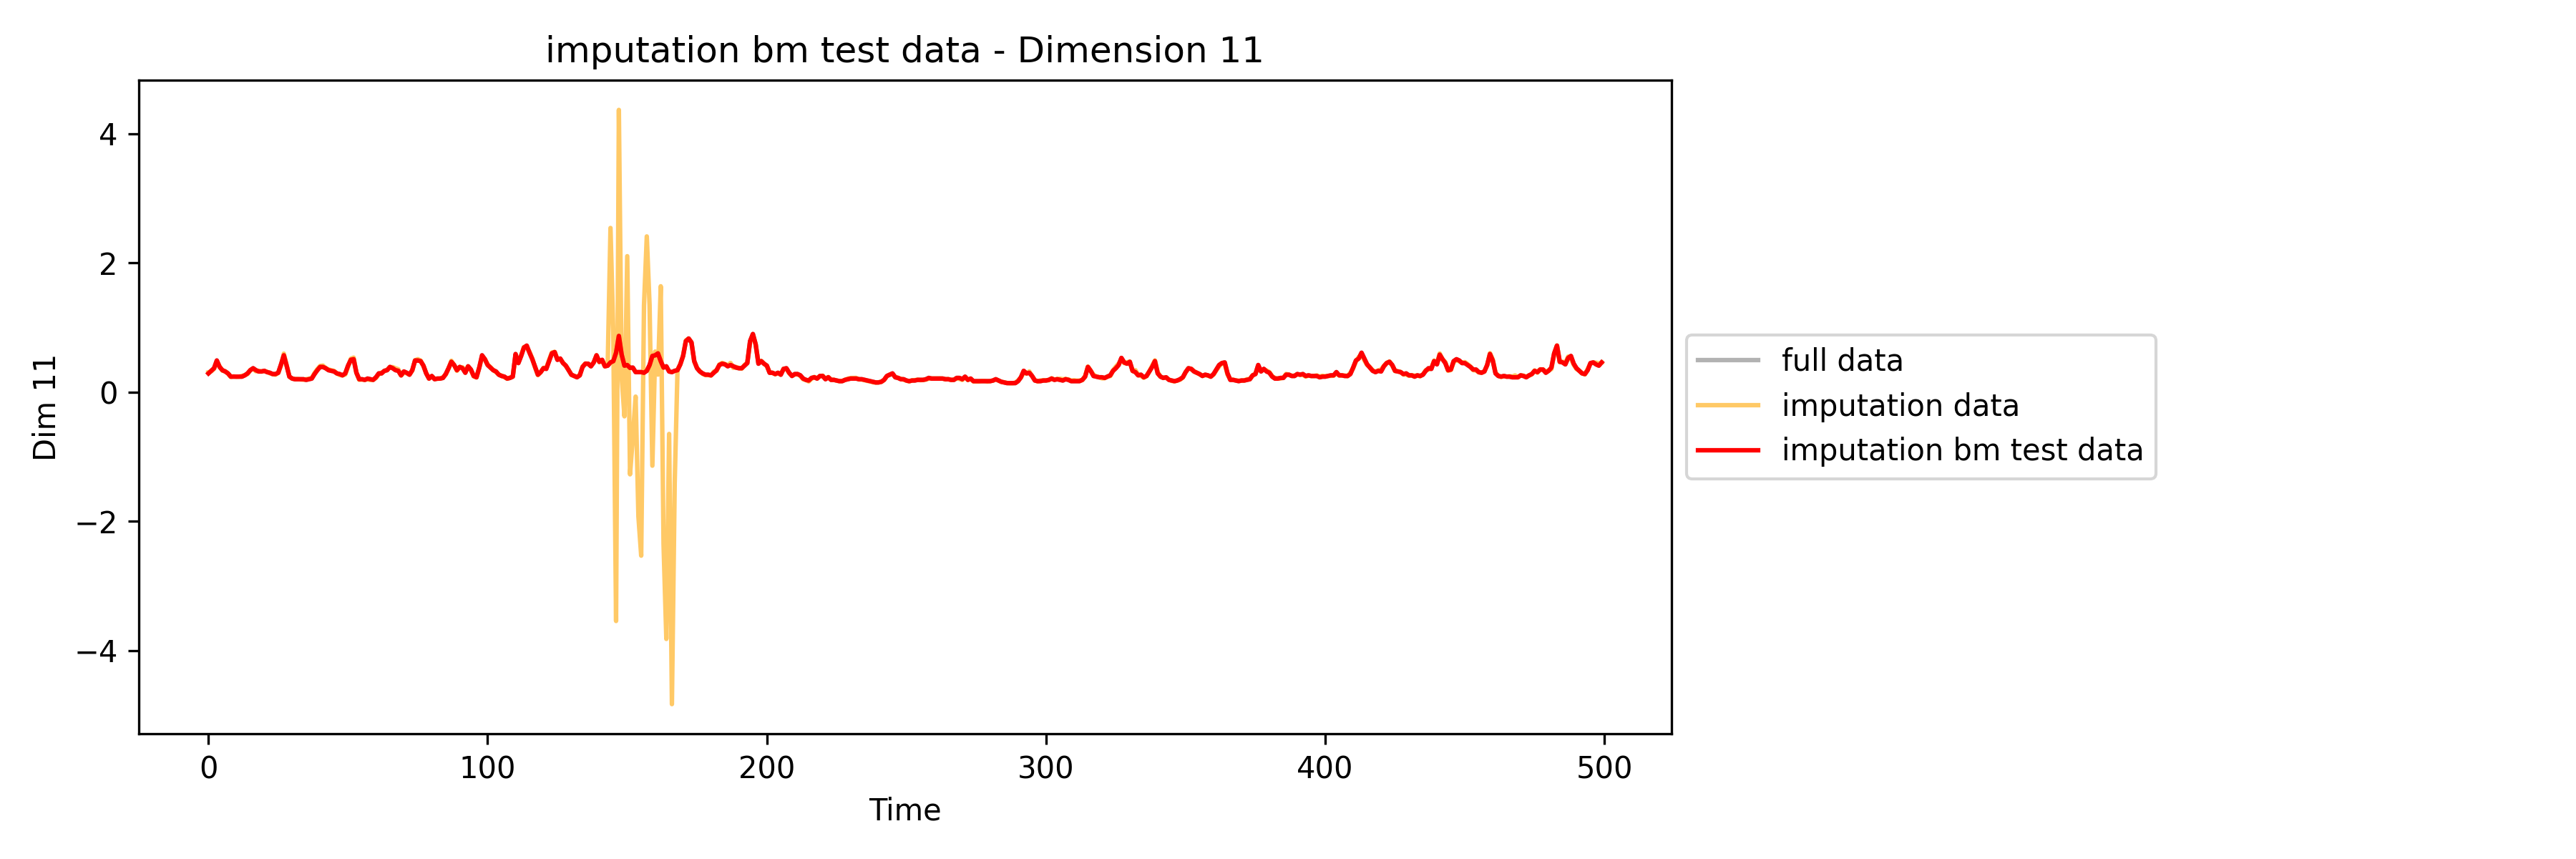 imputation bm test data - Dimension 11
4
2
0
−2
−4
Dim 11
0 100 200 300 400 500
Time
full data
imputation data
imputation bm test data